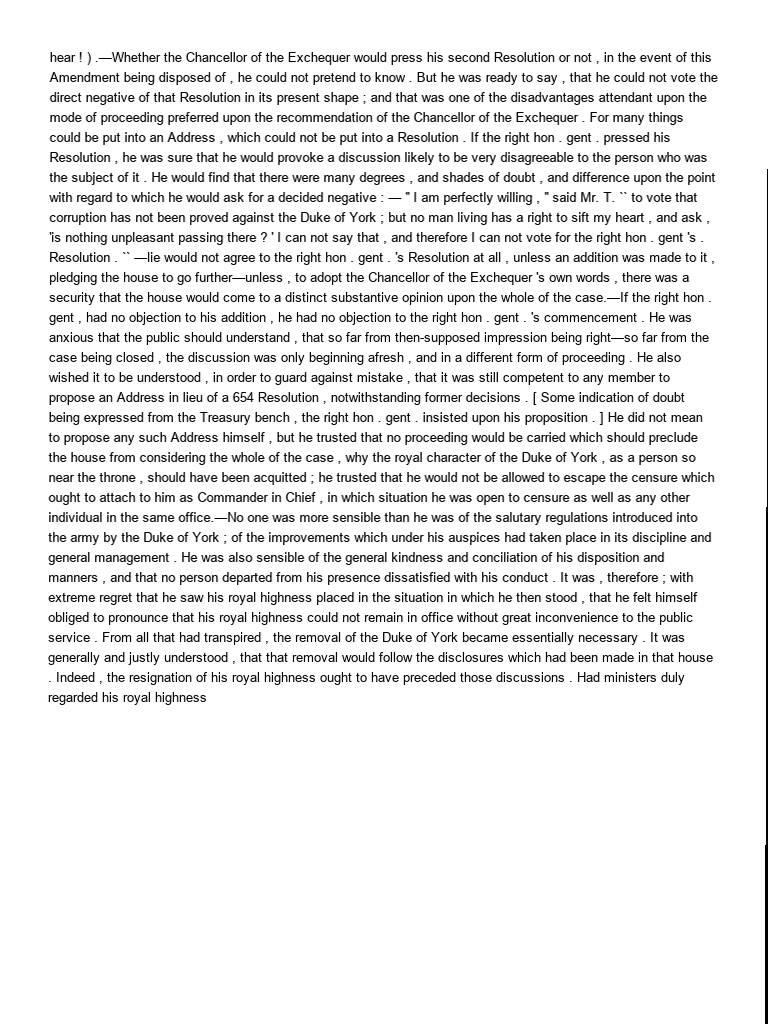 hear ! ) .—Whether the Chancellor of the Exchequer would press his second Resolution or not , in the event of this
Amendment being disposed of , he could not pretend to know . But he was ready to say , that he could not vote the
direct negative of that Resolution in its present shape ; and that was one of the disadvantages attendant upon the
mode of proceeding preferred upon the recommendation of the Chancellor of the Exchequer . For many things
could be put into an Address , which could not be put into a Resolution . If the right hon . gent . pressed his
Resolution , he was sure that he would provoke a discussion likely to be very disagreeable to the person who was
the subject of it . He would find that there were many degrees , and shades of doubt , and difference upon the point
with regard to which he would ask for a decided negative : — " I am perfectly willing , " said Mr. T. `` to vote that
corruption has not been proved against the Duke of York ; but no man living has a right to sift my heart , and ask ,
'is nothing unpleasant passing there ? ' I can not say that , and therefore I can not vote for the right hon . gent 's .
Resolution . `` —lie would not agree to the right hon . gent . 's Resolution at all , unless an addition was made to it ,
pledging the house to go further—unless , to adopt the Chancellor of the Exchequer 's own words , there was a
security that the house would come to a distinct substantive opinion upon the whole of the case.—If the right hon .
gent , had no objection to his addition , he had no objection to the right hon . gent . 's commencement . He was
anxious that the public should understand , that so far from then-supposed impression being right—so far from the
case being closed , the discussion was only beginning afresh , and in a different form of proceeding . He also
wished it to be understood , in order to guard against mistake , that it was still competent to any member to
propose an Address in lieu of a 654 Resolution , notwithstanding former decisions . [ Some indication of doubt
being expressed from the Treasury bench , the right hon . gent . insisted upon his proposition . ] He did not mean
to propose any such Address himself , but he trusted that no proceeding would be carried which should preclude
the house from considering the whole of the case , why the royal character of the Duke of York , as a person so
near the throne , should have been acquitted ; he trusted that he would not be allowed to escape the censure which
ought to attach to him as Commander in Chief , in which situation he was open to censure as well as any other
individual in the same office.—No one was more sensible than he was of the salutary regulations introduced into
the army by the Duke of York ; of the improvements which under his auspices had taken place in its discipline and
general management . He was also sensible of the general kindness and conciliation of his disposition and
manners , and that no person departed from his presence dissatisfied with his conduct . It was , therefore ; with
extreme regret that he saw his royal highness placed in the situation in which he then stood , that he felt himself
obliged to pronounce that his royal highness could not remain in office without great inconvenience to the public
service . From all that had transpired , the removal of the Duke of York became essentially necessary . It was
generally and justly understood , that that removal would follow the disclosures which had been made in that house
. Indeed , the resignation of his royal highness ought to have preceded those discussions . Had ministers duly
regarded his royal highness